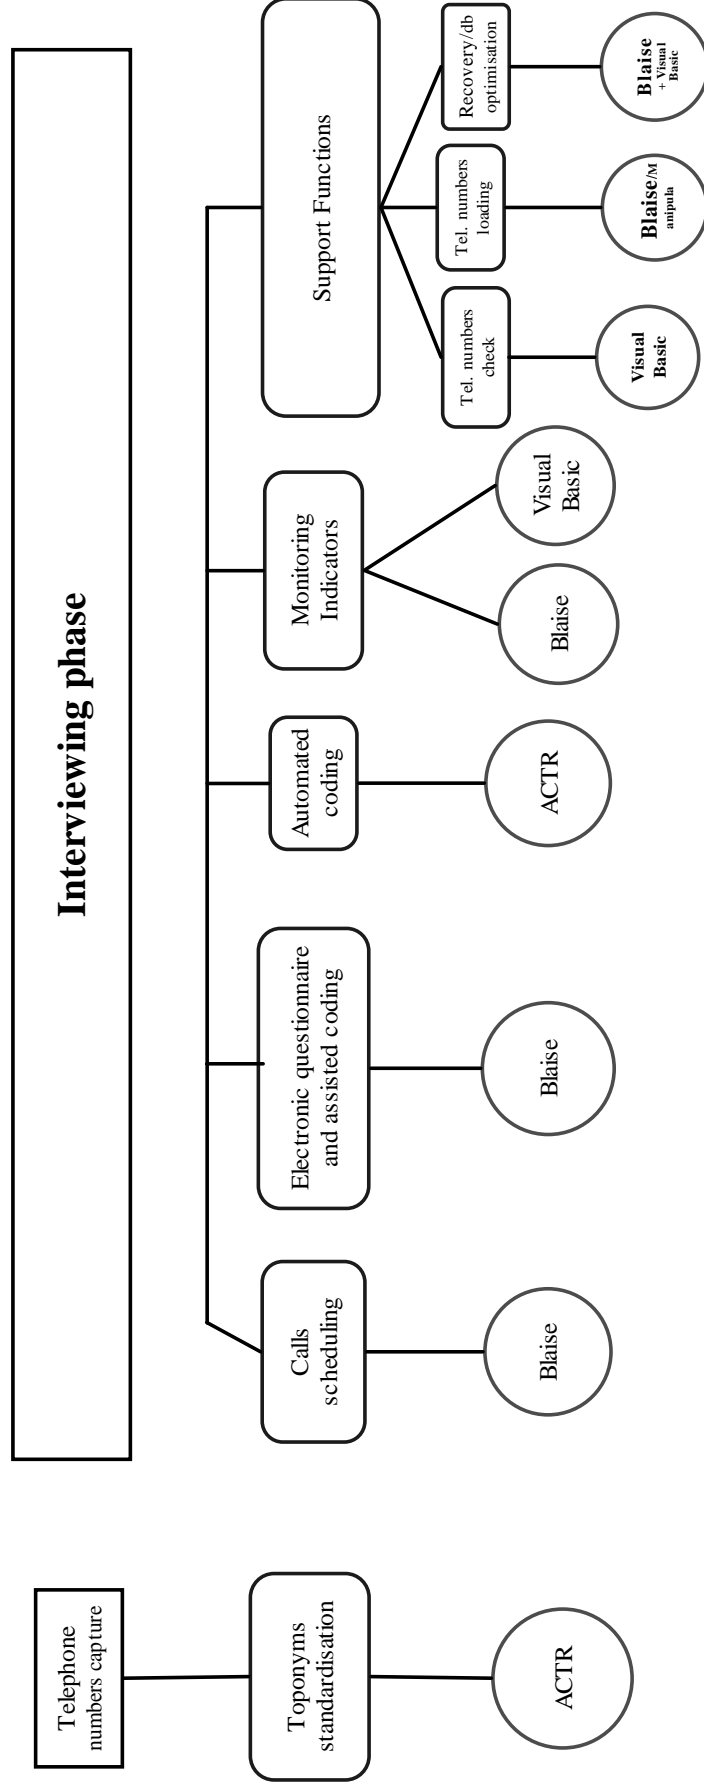 Telephone
numbers capture
Toponyms
standardisation
ACTR
Interviewing phase
Calls
scheduling
Blaise
Electronic questionnaire
and assisted coding
Blaise
Automated
coding
ACTR
Monitoring
Indicators
Blaise
Visual
Basic
Support Functions
Tel. numbers
check
Visual
Basic
Tel. numbers
loading
Blaise/M
anipula
Recovery/db
optimisation
Blaise
+ Visual
Basic